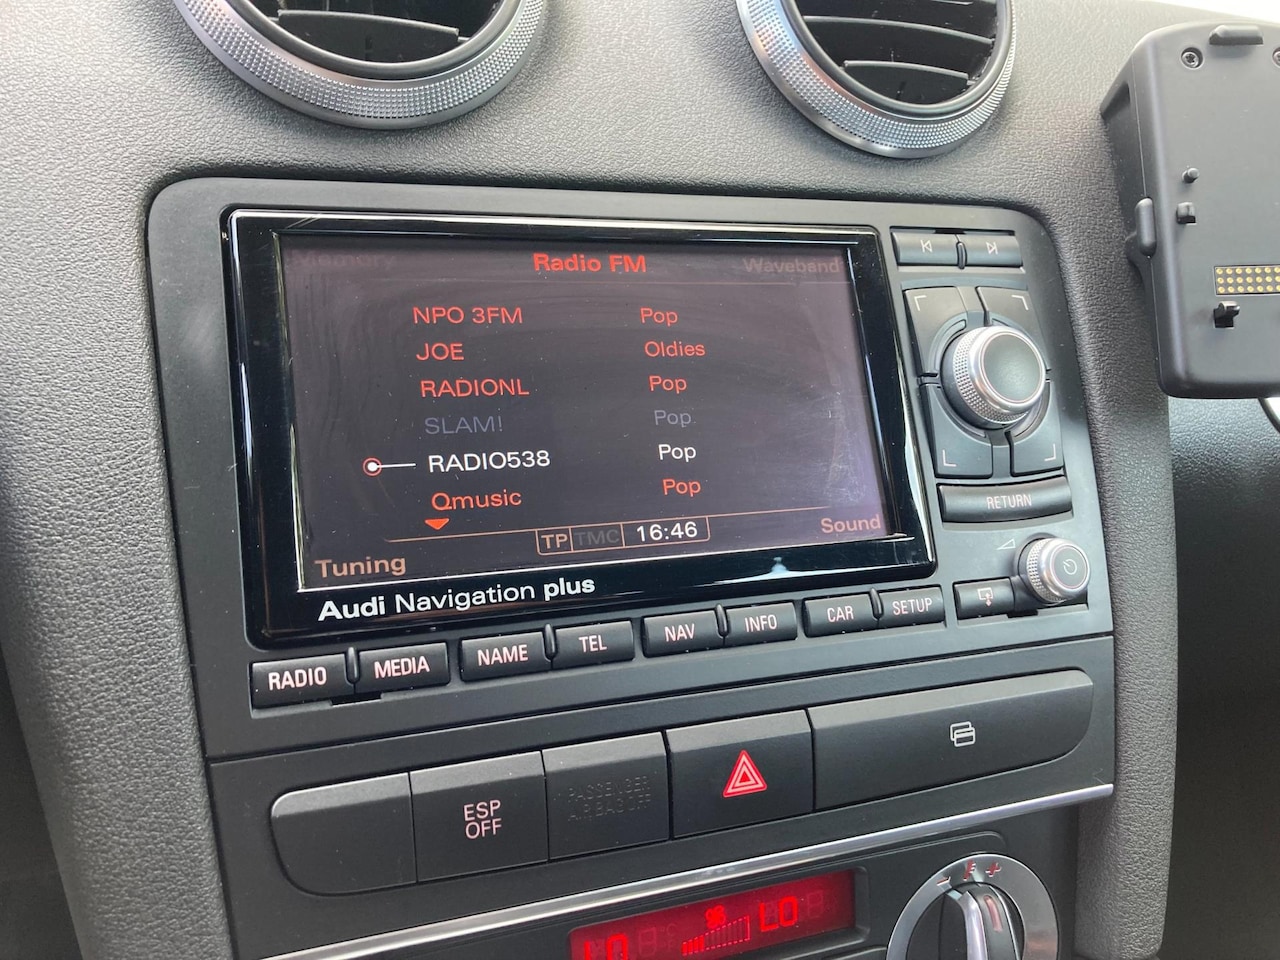 Memory Radio FM Waveband
NPO 3FM Pop
JOE Oldies
RADIONL Pop
SLAM! Pop
RADIO538 Pop
Qmusic Pop
TP TMC 16:46
Tuning Sound
Audi Navigation plus
RETURN
RADIO MEDIA NAME TEL NAV INFO CAR SETUP
ESP
OFF
PASSENGER
AIRBAG OFF
LO LO
- F +